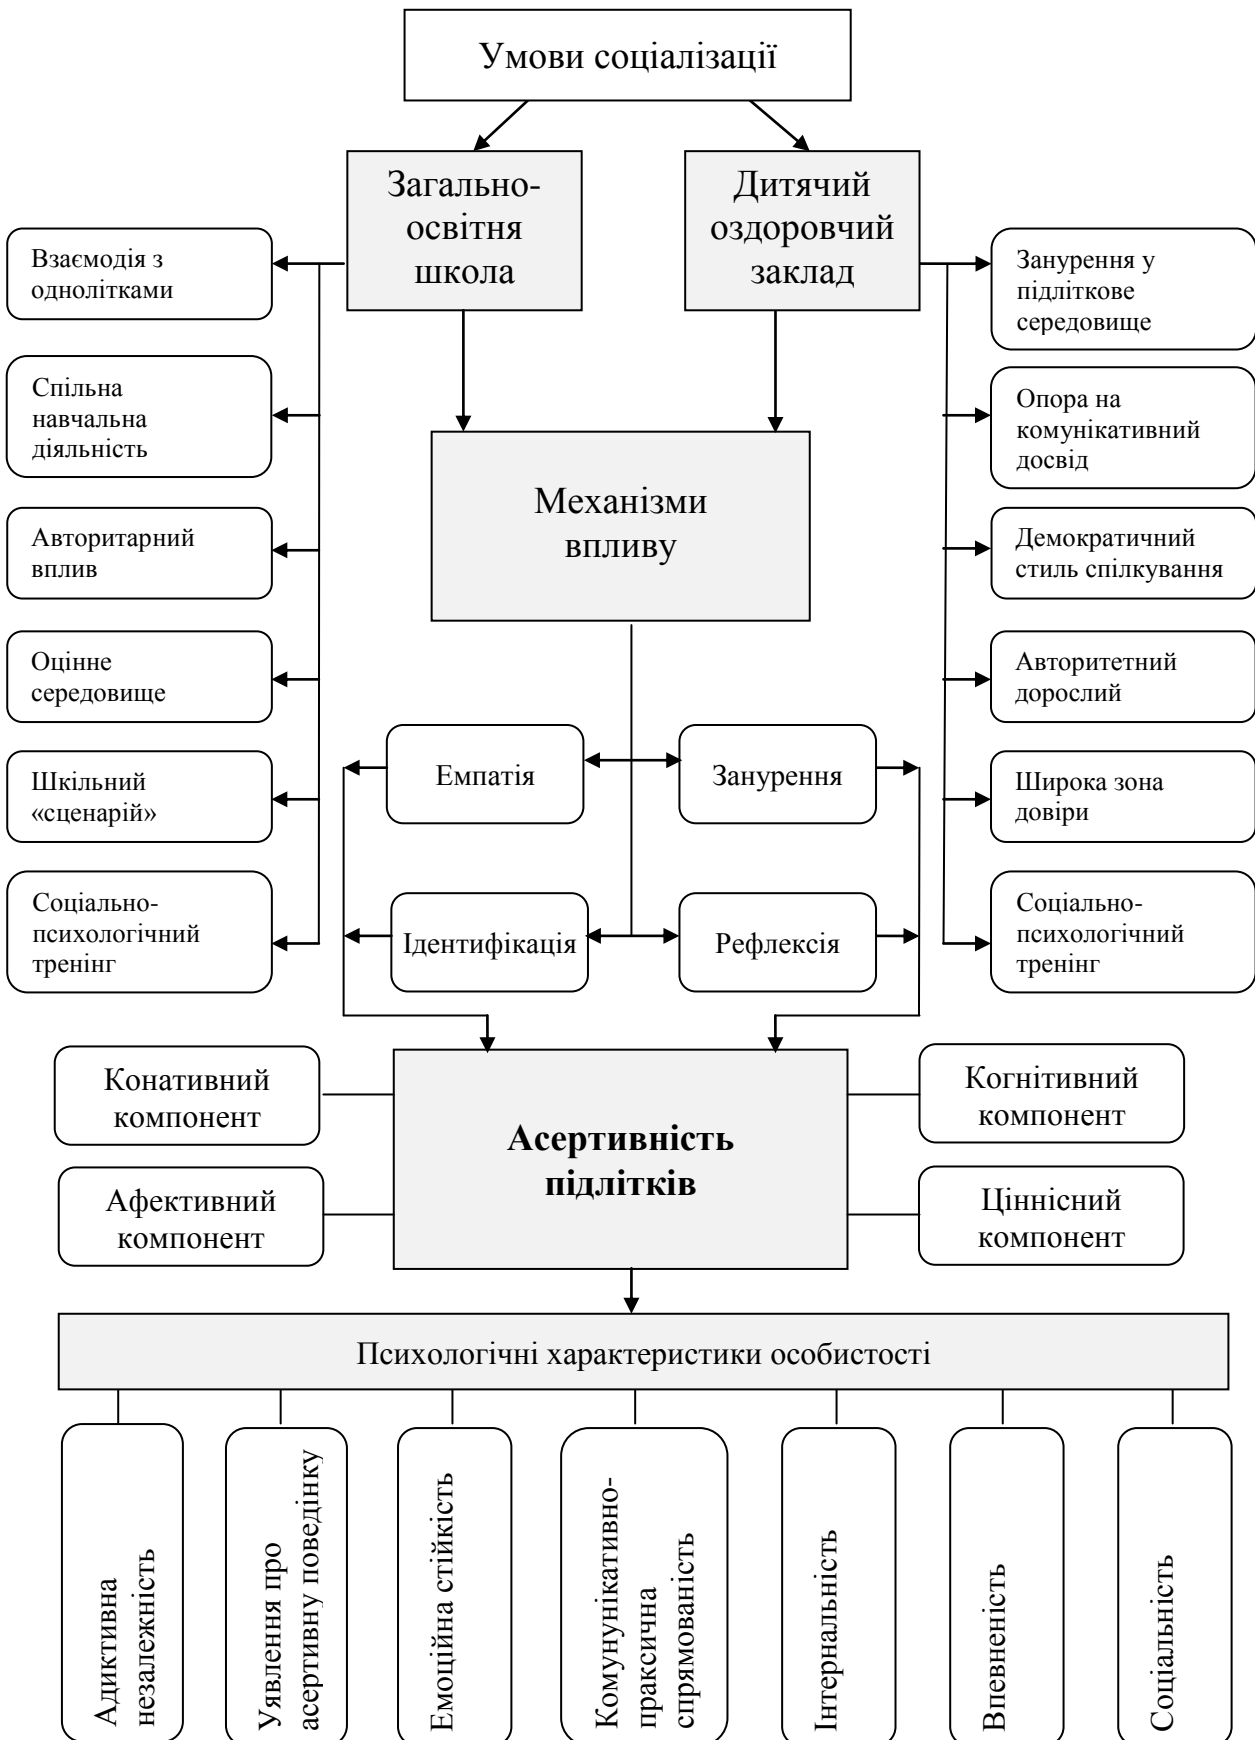 Умови соціалізації
Загально-
освітня
школа
Дитячий
оздоровчий
заклад
Взаємодія з
однолітками
Спільна
навчальна
діяльність
Авторитарний
вплив
Оцінне
середовище
Шкільний
«сценарій»
Соціально-
психологічний
тренінг
Занурення у
підліткове
середовище
Опора на
комунікативний
досвід
Демократичний
стиль спілкування
Авторитетний
дорослий
Широка зона
довіри
Соціально-
психологічний
тренінг
Механізми
впливу
Емпатія
Занурення
Ідентифікація
Рефлексія
Конативний
компонент
Афективний
компонент
Асертивність
підлітків
Когнітивний
компонент
Ціннісний
компонент
Психологічні характеристики особистості
Адиктивна
незалежність
Уявлення про
асертивну поведінку
Емоційна стійкість
Комунунікативно-
праксична
спрямованість
Інтернальність
Впевненість
Соціальність